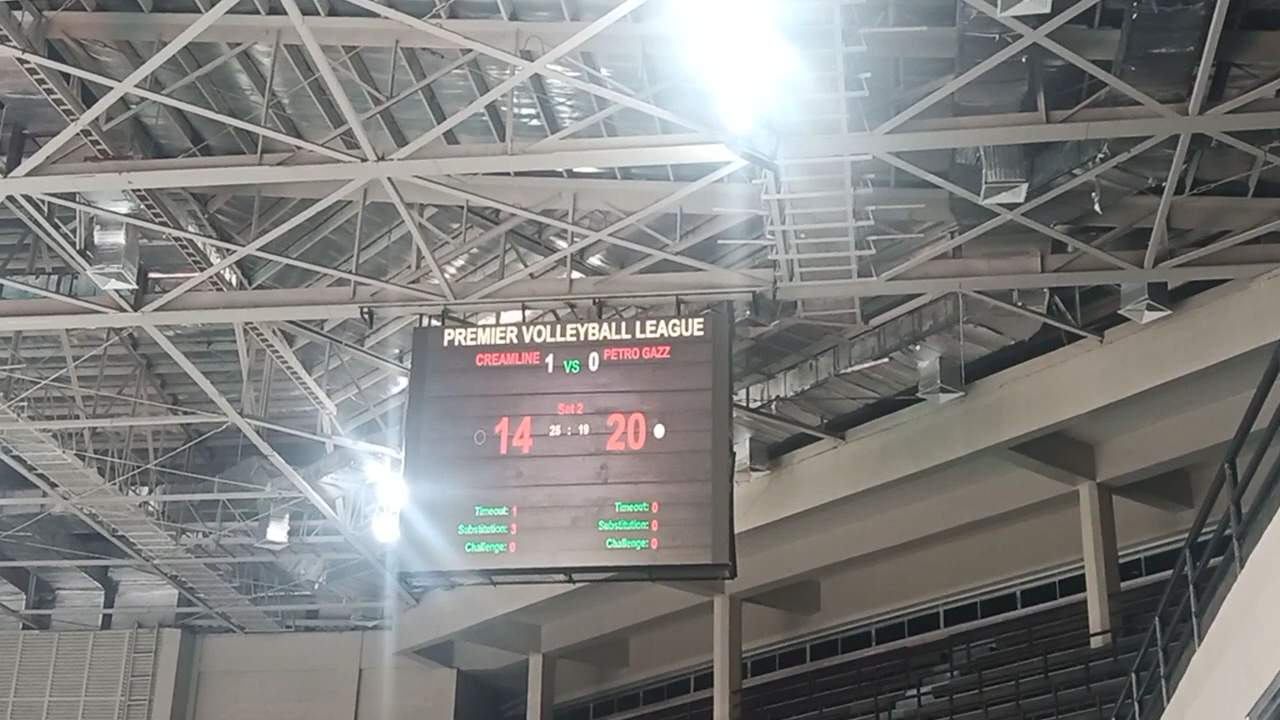 PREMIER VOLLEYBALL LEAGUE
CREAMLINE 1 VS 0 PETRO GAZZ
Set 2
14 25 : 19 20
Timeout: 1 Timeout: 0
Substitution: 3 Substitution: 0
Challenge: 0 Challenge: 0